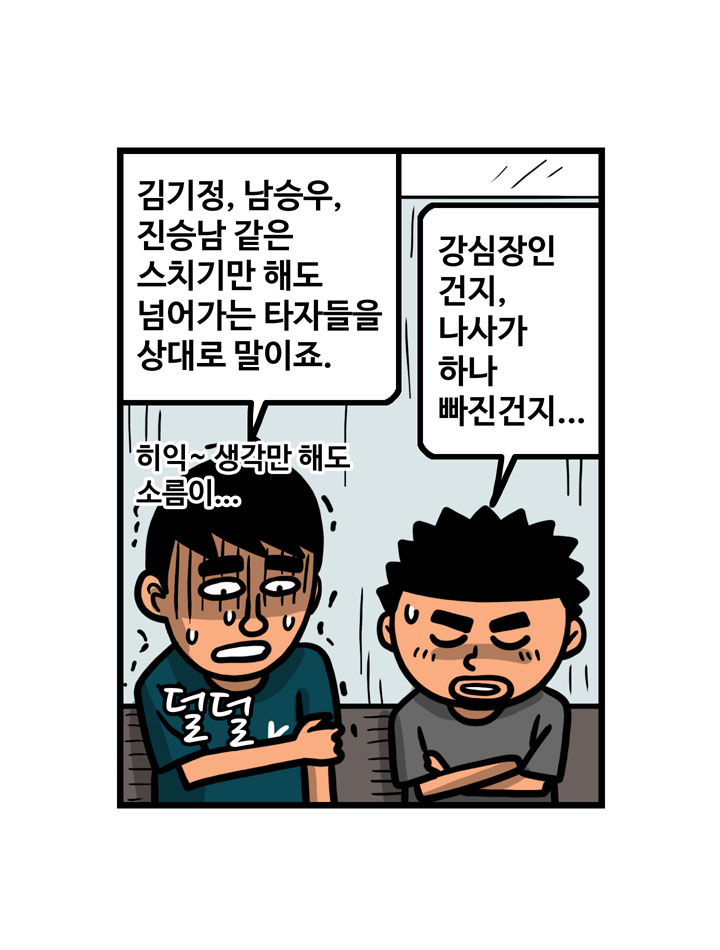 김기정, 남승우,
진승남 같은
스치기만 해도
넘어가는 타자들을
상대로 말이죠.
강심장인
건지,
나사가
하나
빠진건지...
히익~ 생각만 해도
소름이...
덜덜
K